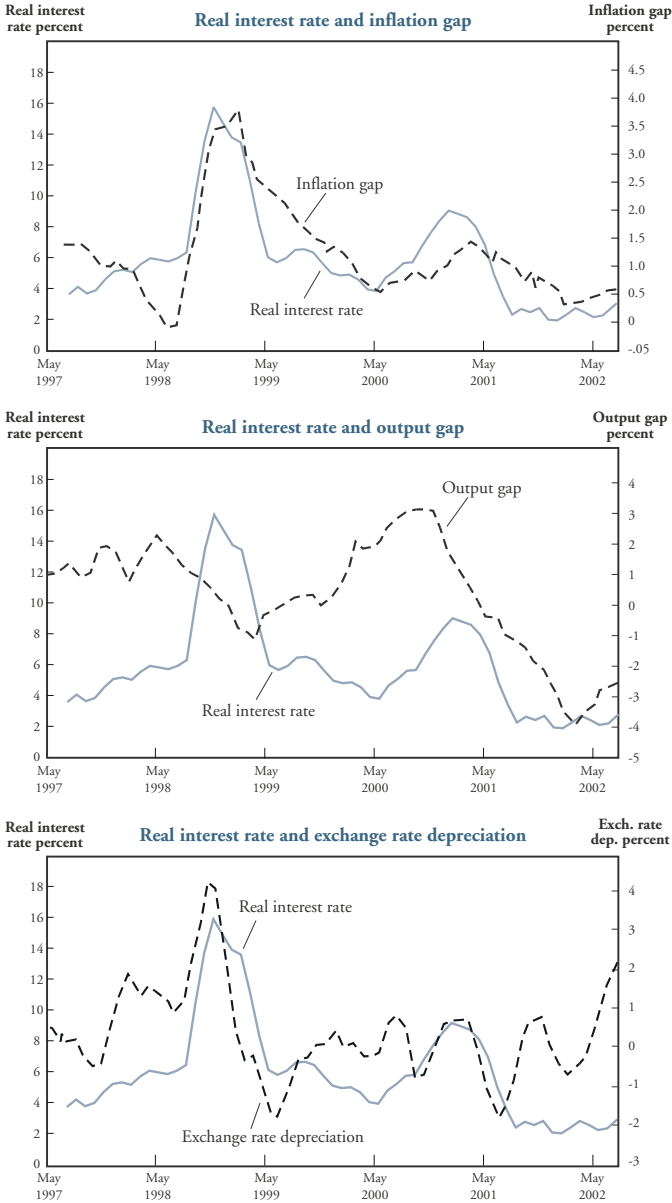 Real interest
rate percent
Real interest rate and inflation gap
Inflation gap
percent
18
16
14
12
10
8
6
4
2
0
4.5
4.0
3.5
3.0
2.5
2.0
1.5
1.0
0.5
0
-.05
Inflation gap
Real interest rate
May
1997
May
1998
May
1999
May
2000
May
2001
May
2002
Real interest
rate percent
Real interest rate and output gap
Output gap
percent
18
16
14
12
10
8
6
4
2
0
4
3
2
1
0
-1
-2
-3
-4
-5
Output gap
Real interest rate
May
1997
May
1998
May
1999
May
2000
May
2001
May
2002
Real interest
rate percent
Real interest rate and exchange rate depreciation
Exch. rate
dep. percent
18
16
14
12
10
8
6
4
2
0
4
3
2
1
0
-1
-2
-3
Real interest rate
Exchange rate depreciation
May
1997
May
1998
May
1999
May
2000
May
2001
May
2002